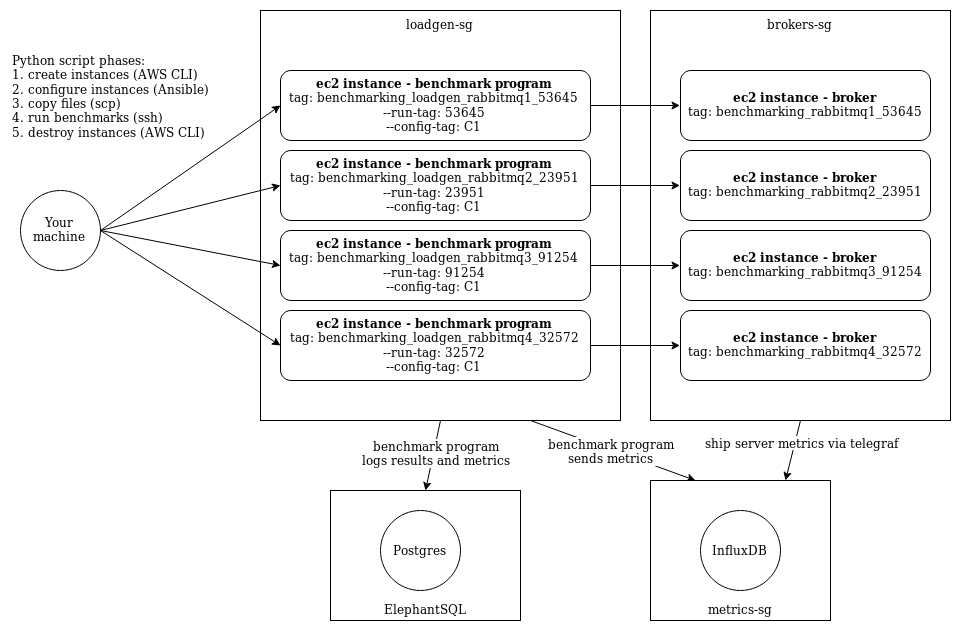 loadgen-sg
brokers-sg
Python script phases:
1. create instances (AWS CLI)
2. configure instances (Ansible)
3. copy files (scp)
4. run benchmarks (ssh)
5. destroy instances (AWS CLI)
Your
machine
ec2 instance - benchmark program
tag: benchmarking_loadgen_rabbitmq1_53645
--run-tag: 53645
--config-tag: C1
ec2 instance - broker
tag: benchmarking_rabbitmq1_53645
ec2 instance - benchmark program
tag: benchmarking_loadgen_rabbitmq2_23951
--run-tag: 23951
--config-tag: C1
ec2 instance - broker
tag: benchmarking_rabbitmq2_23951
ec2 instance - benchmark program
tag: benchmarking_loadgen_rabbitmq3_91254
--run-tag: 91254
--config-tag: C1
ec2 instance - broker
tag: benchmarking_rabbitmq3_91254
ec2 instance - benchmark program
tag: benchmarking_loadgen_rabbitmq4_32572
--run-tag: 32572
--config-tag: C1
ec2 instance - broker
tag: benchmarking_rabbitmq4_32572
benchmark program
logs results and metrics
benchmark program
sends metrics
ship server metrics via telegraf
Postgres
ElephantSQL
InfluxDB
metrics-sg